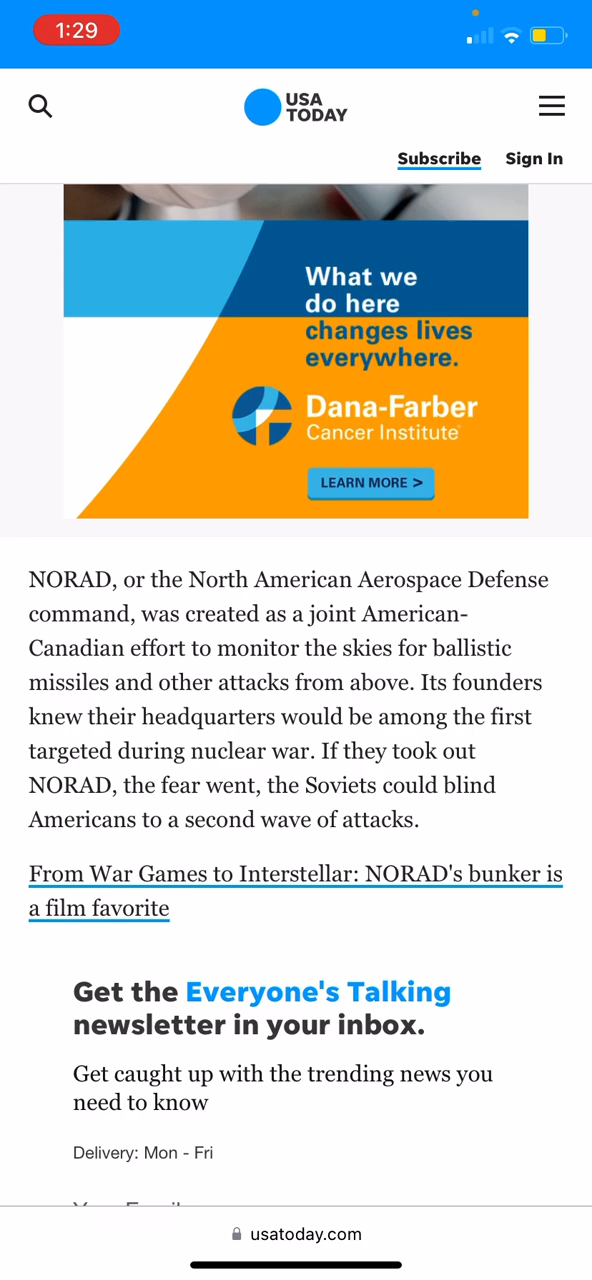 1:29
USA
TODAY
Subscribe Sign In
What we
do here
changes lives
everywhere.
Dana-Farber
Cancer Institute
LEARN MORE >
NORAD, or the North American Aerospace Defense
command, was created as a joint American-
Canadian effort to monitor the skies for ballistic
missiles and other attacks from above. Its founders
knew their headquarters would be among the first
targeted during nuclear war. If they took out
NORAD, the fear went, the Soviets could blind
Americans to a second wave of attacks.
From War Games to Interstellar: NORAD's bunker is
a film favorite
Get the Everyone's Talking
newsletter in your inbox.
Get caught up with the trending news you
need to know
Delivery: Mon - Fri
usatoday.com